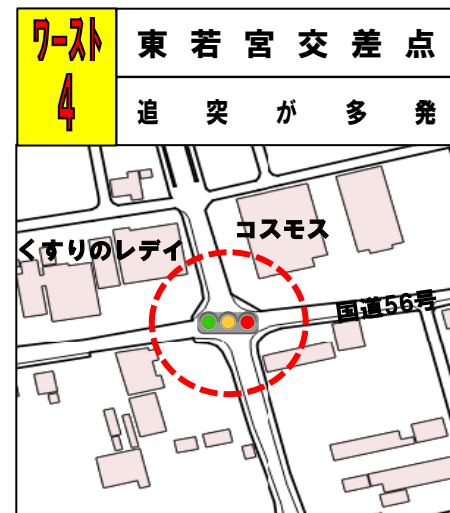 ワースト
4
東若宮交差点
追突が多発
コスモス
くすりのレデイ
国道56号